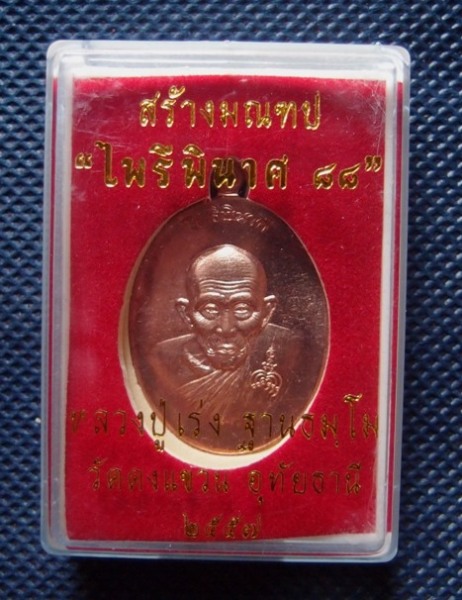 สร้างมณฑป
“ไพรีพินาศ ๘๘”
หลวงปู่เร่ง ฐานธมฺโม
วัดดงแขวน อุทัยธานี
๒๕๕๗